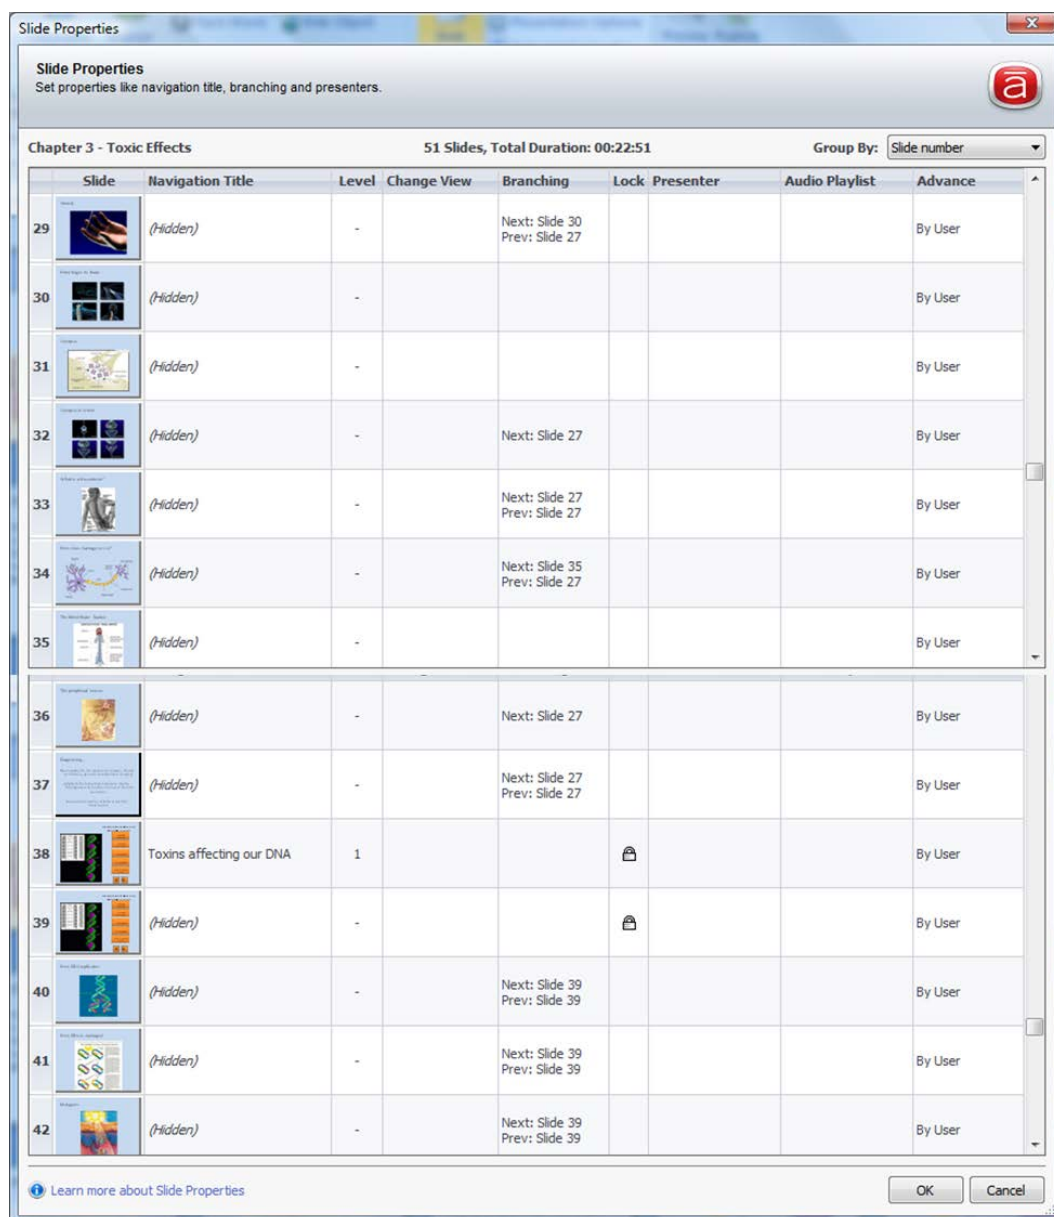 Slide Properties
Slide Properties
Set properties like navigation title, branching and presenters.
ā
Chapter 3 - Toxic Effects 51 Slides, Total Duration: 00:22:51 Group By: Slide number
Slide Navigation Title Level Change View Branching Lock Presenter Audio Playlist Advance
29 (Hidden) - Next: Slide 30 By User
Prev: Slide 27
30 (Hidden) - By User
31 (Hidden) - By User
32 (Hidden) - Next: Slide 27 By User
33 (Hidden) - Next: Slide 27 By User
Prev: Slide 27
34 (Hidden) - Next: Slide 35 By User
Prev: Slide 27
35 (Hidden) - By User
36 (Hidden) - Next: Slide 27 By User
37 (Hidden) - Next: Slide 27 By User
Prev: Slide 27
38 Toxins affecting our DNA 1 By User
39 (Hidden) - By User
40 (Hidden) - Next: Slide 39 By User
Prev: Slide 39
41 (Hidden) - Next: Slide 39 By User
Prev: Slide 39
42 (Hidden) - Next: Slide 39 By User
Prev: Slide 39
Learn more about Slide Properties OK Cancel